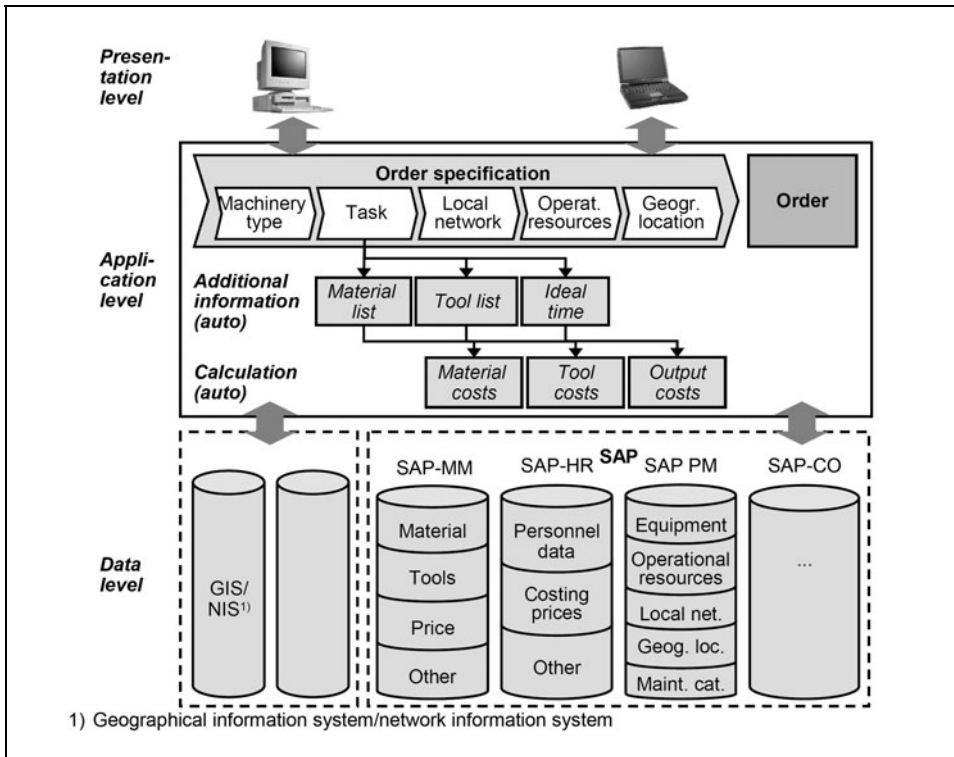 Presen-
tation
level
Order specification
Machinery
type
Task
Local
network
Operat.
resources
Geogr.
location
Order
Appli-
cation
level
Additional
information
(auto)
Material
list
Tool list
Ideal
time
Calculation
(auto)
Material
costs
Tool
costs
Output
costs
SAP
SAP-MM
SAP-HR
SAP PM
SAP-CO
Data
level
GIS/
NIS1)
Material
Tools
Price
Other
Personnel
data
Costing
prices
Other
Equipment
Operational
resources
Local net.
Geog. loc.
Maint. cat.
...
1) Geographical information system/network information system